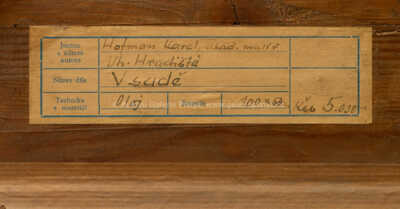 Jméno a adresa autora Hofman Karel, akad. malíř
Uh. Hradiště
Název díla V sadě
Technika a materiál Olej Rozměr 100 x Kčs 5.000